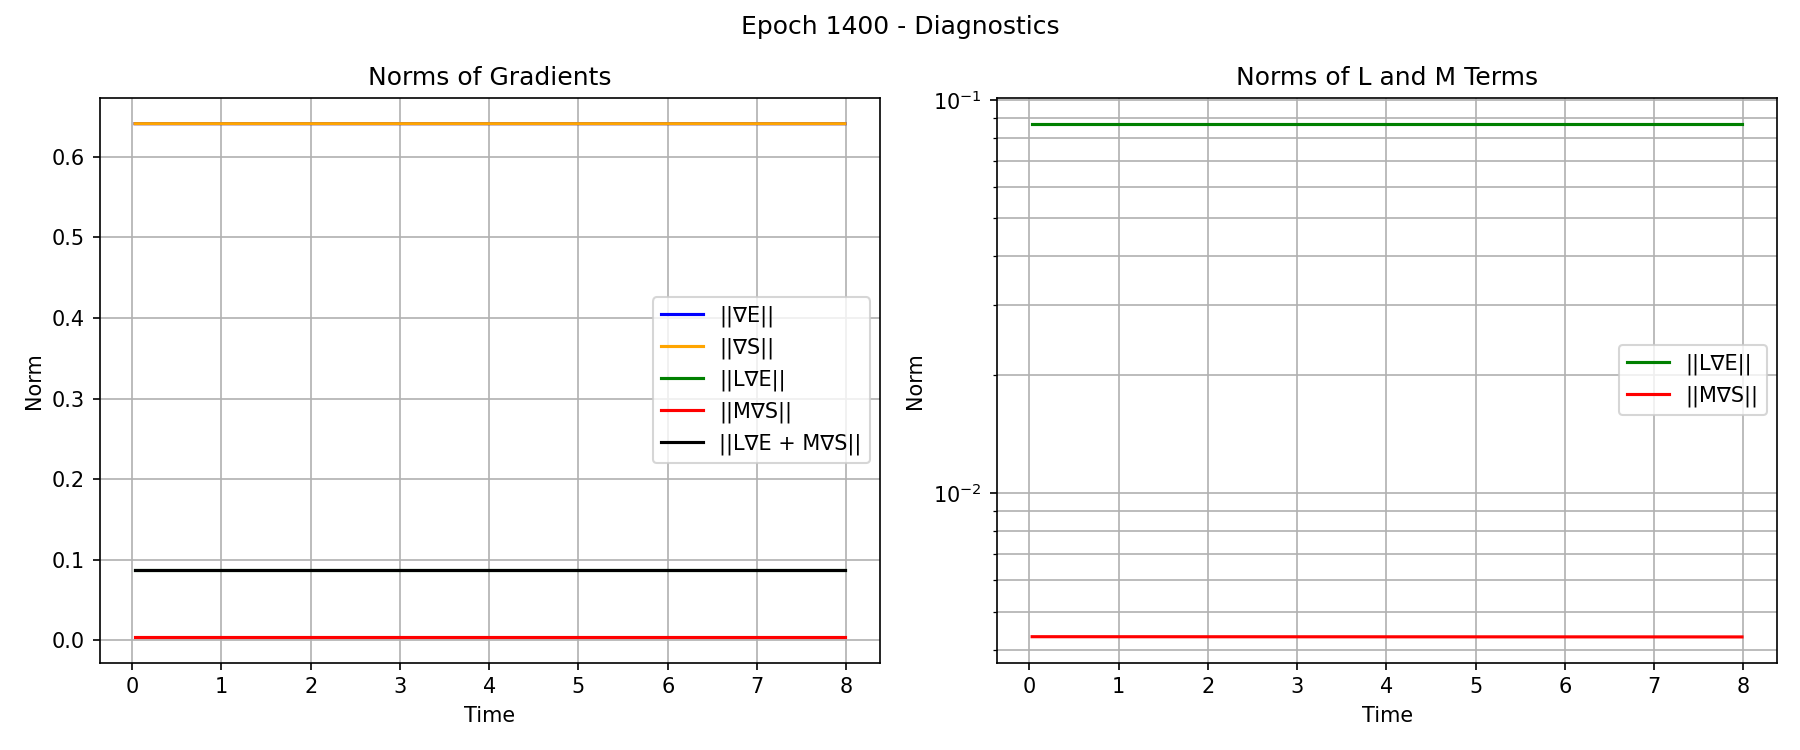 Epoch 1400 - Diagnostics
Norms of Gradients
Norm
0.6
0.5
0.4
0.3
0.2
0.1
0.0
||∇E||
||∇S||
||L∇E||
||M∇S||
||L∇E + M∇S||
0 1 2 3 4 5 6 7 8
Time
Norms of L and M Terms
Norm
10⁻¹
10⁻²
||L∇E||
||M∇S||
0 1 2 3 4 5 6 7 8
Time